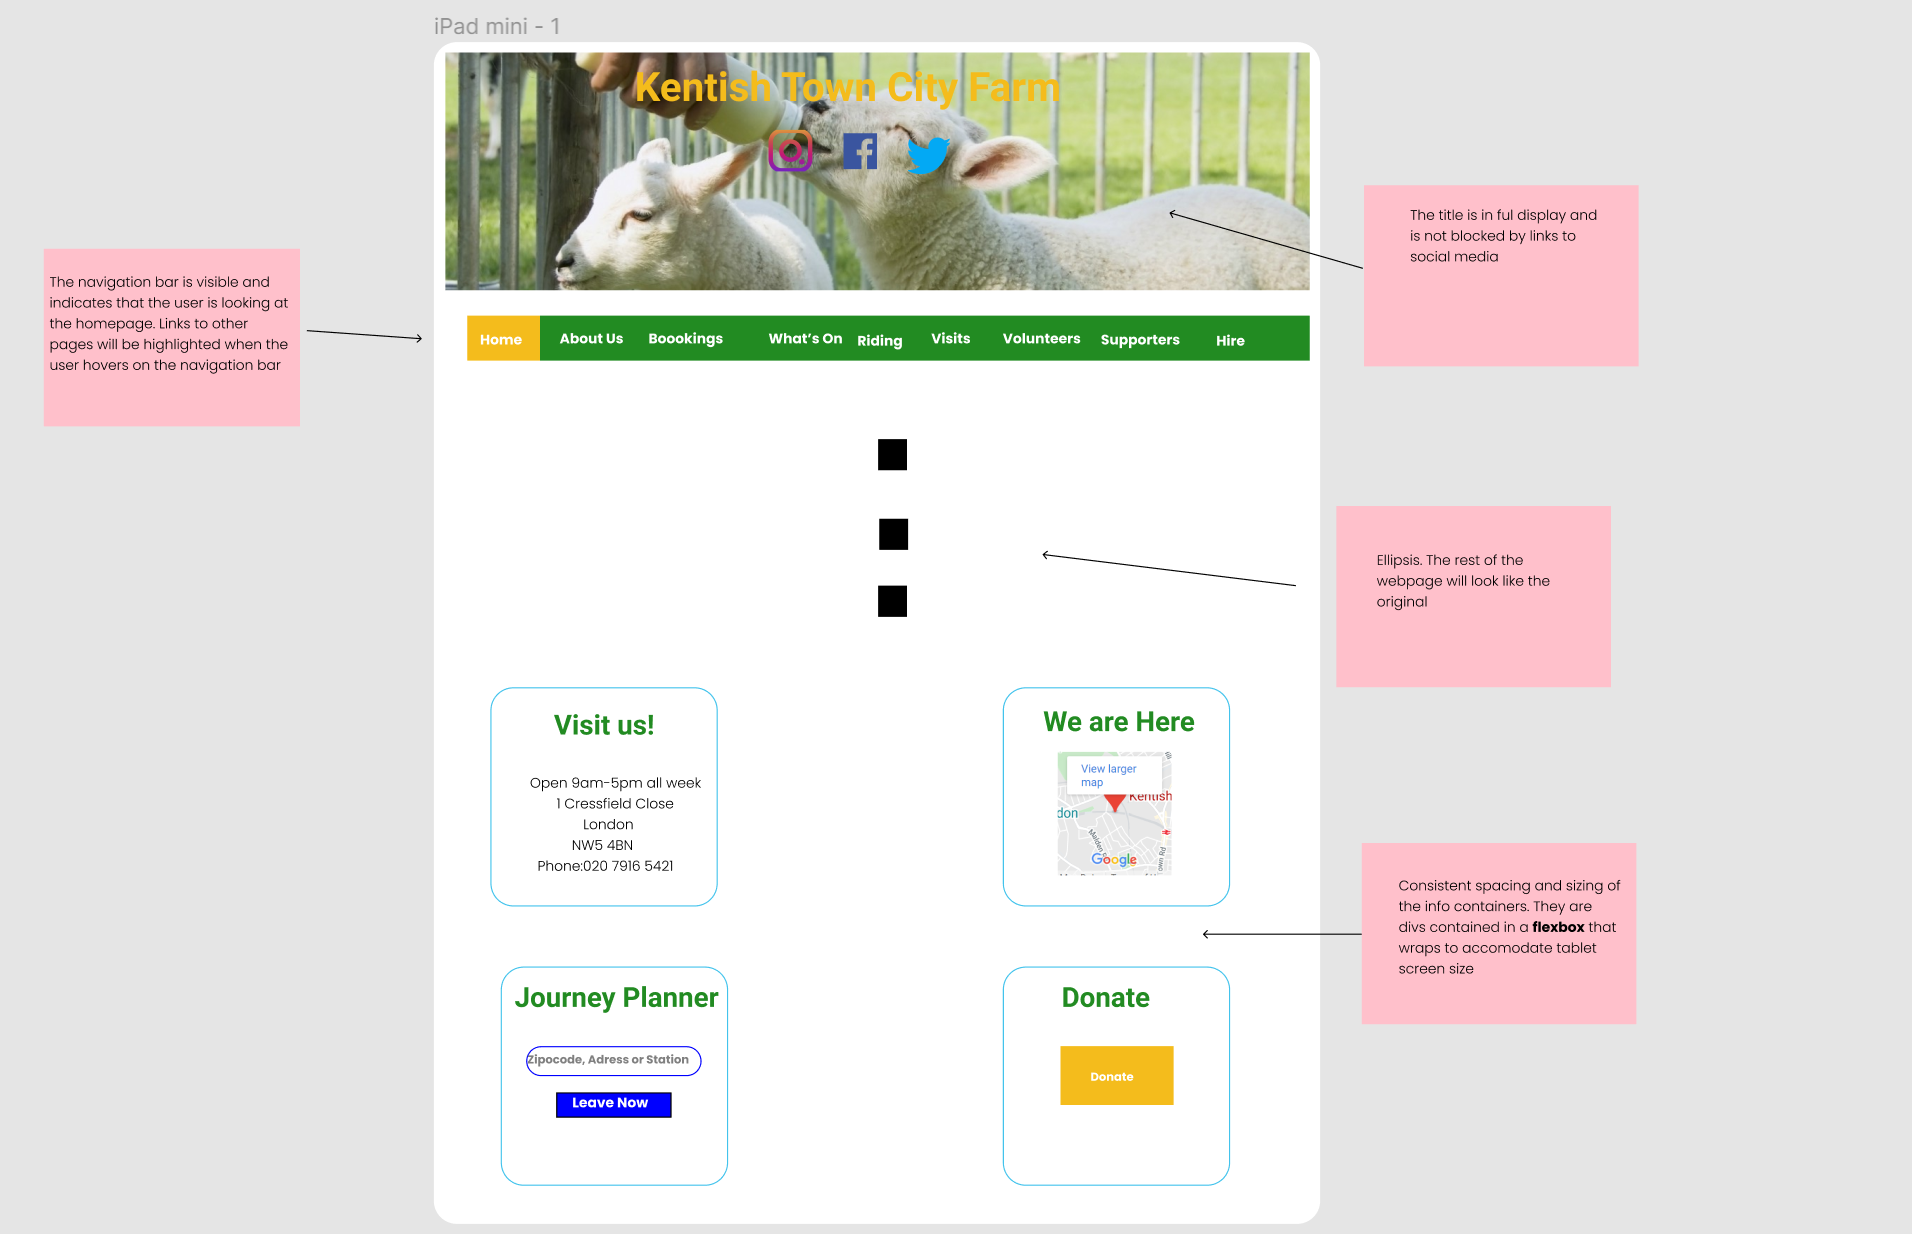 iPad mini - 1
Kentish Town City Farm
The title is in ful display and
is not blocked by links to
social media
The navigation bar is visible and
indicates that the user is looking at
the homepage. Links to other
pages will be highlighted when the
user hovers on the navigation bar
Home About Us Boookings What's On Riding Visits Volunteers Supporters Hire
Ellipsis. The rest of the
webpage will look like the
original
Visit us!
Open 9am-5pm all week
1 Cressfield Close
London
NW5 4BN
Phone:020 7916 5421
We are Here
View larger
map
Kentish
don
Malden
own Rd
Google
Consistent spacing and sizing of
the info containers. They are
divs contained in a flexbox that
wraps to accomodate tablet
screen size
Journey Planner
Zipocode, Adress or Station
Leave Now
Donate
Donate